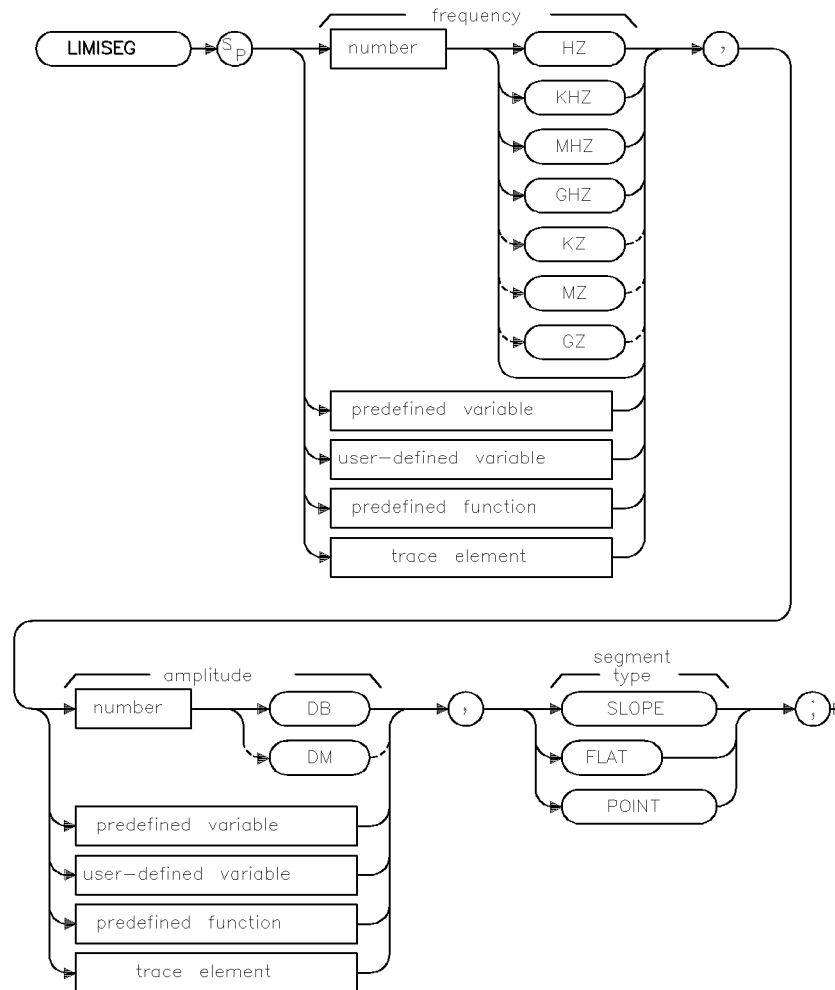 frequency
LIMISEG SP number HZ ,
KHZ
MHZ
GHZ
KZ
MZ
GZ
predefined variable
user-defined variable
predefined function
trace element
amplitude
segment
type
number DB , SLOPE ;
DM FLAT
POINT
predefined variable
user-defined variable
predefined function
trace element